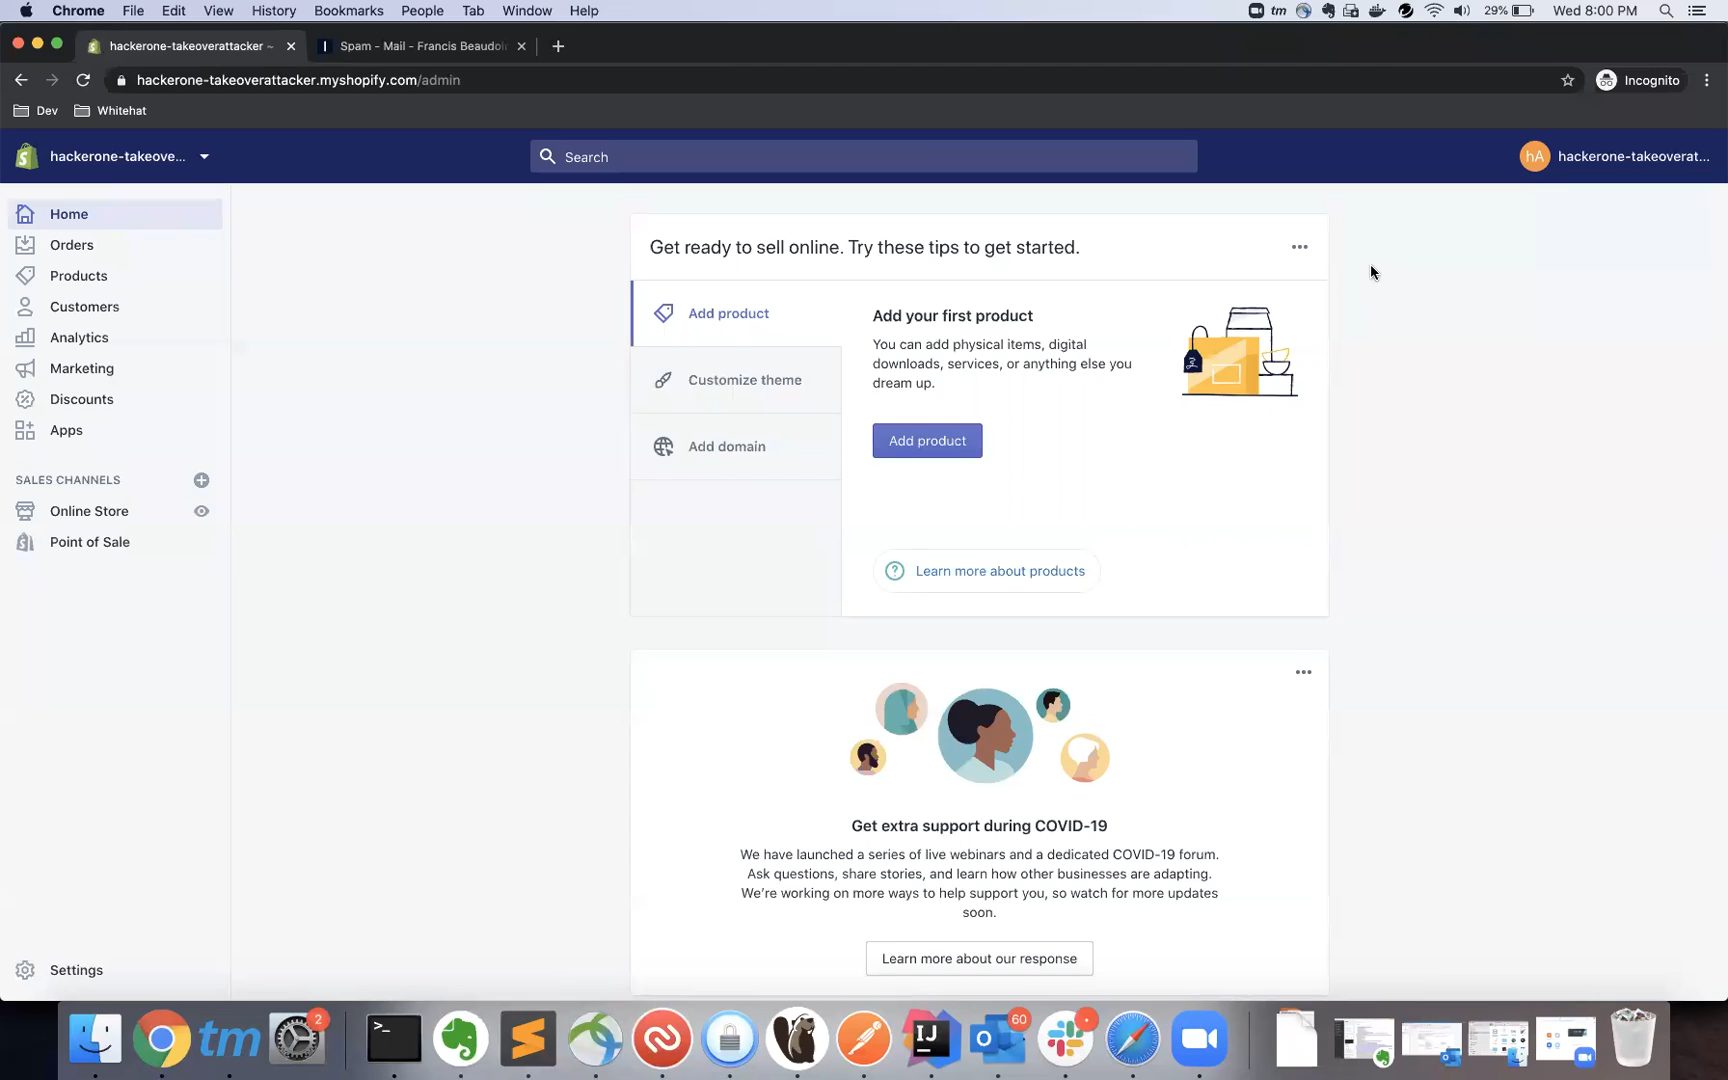 Chrome File Edit View History Bookmarks People Tab Window Help tm 29% Wed 8:00 PM
hackerone-takeoverattacker ~ Spam - Mail - Francis Beaudoin
hackerone-takeoverattacker.myshopify.com/admin Incognito
Dev Whitehat
hackerone-takeove... Search hA hackerone-takeoverat...
Home
Orders
Products
Customers
Analytics
Marketing
Discounts
Apps
SALES CHANNELS
Online Store
Point of Sale
Settings
Get ready to sell online. Try these tips to get started.
Add product
Customize theme
Add domain
Add your first product
You can add physical items, digital
downloads, services, or anything else you
dream up.
Add product
Learn more about products
Get extra support during COVID-19
We have launched a series of live webinars and a dedicated COVID-19 forum.
Ask questions, share stories, and learn how other businesses are adapting.
We're working on more ways to help support you, so watch for more updates
soon.
Learn more about our response
tm 2 >_ IJ 60